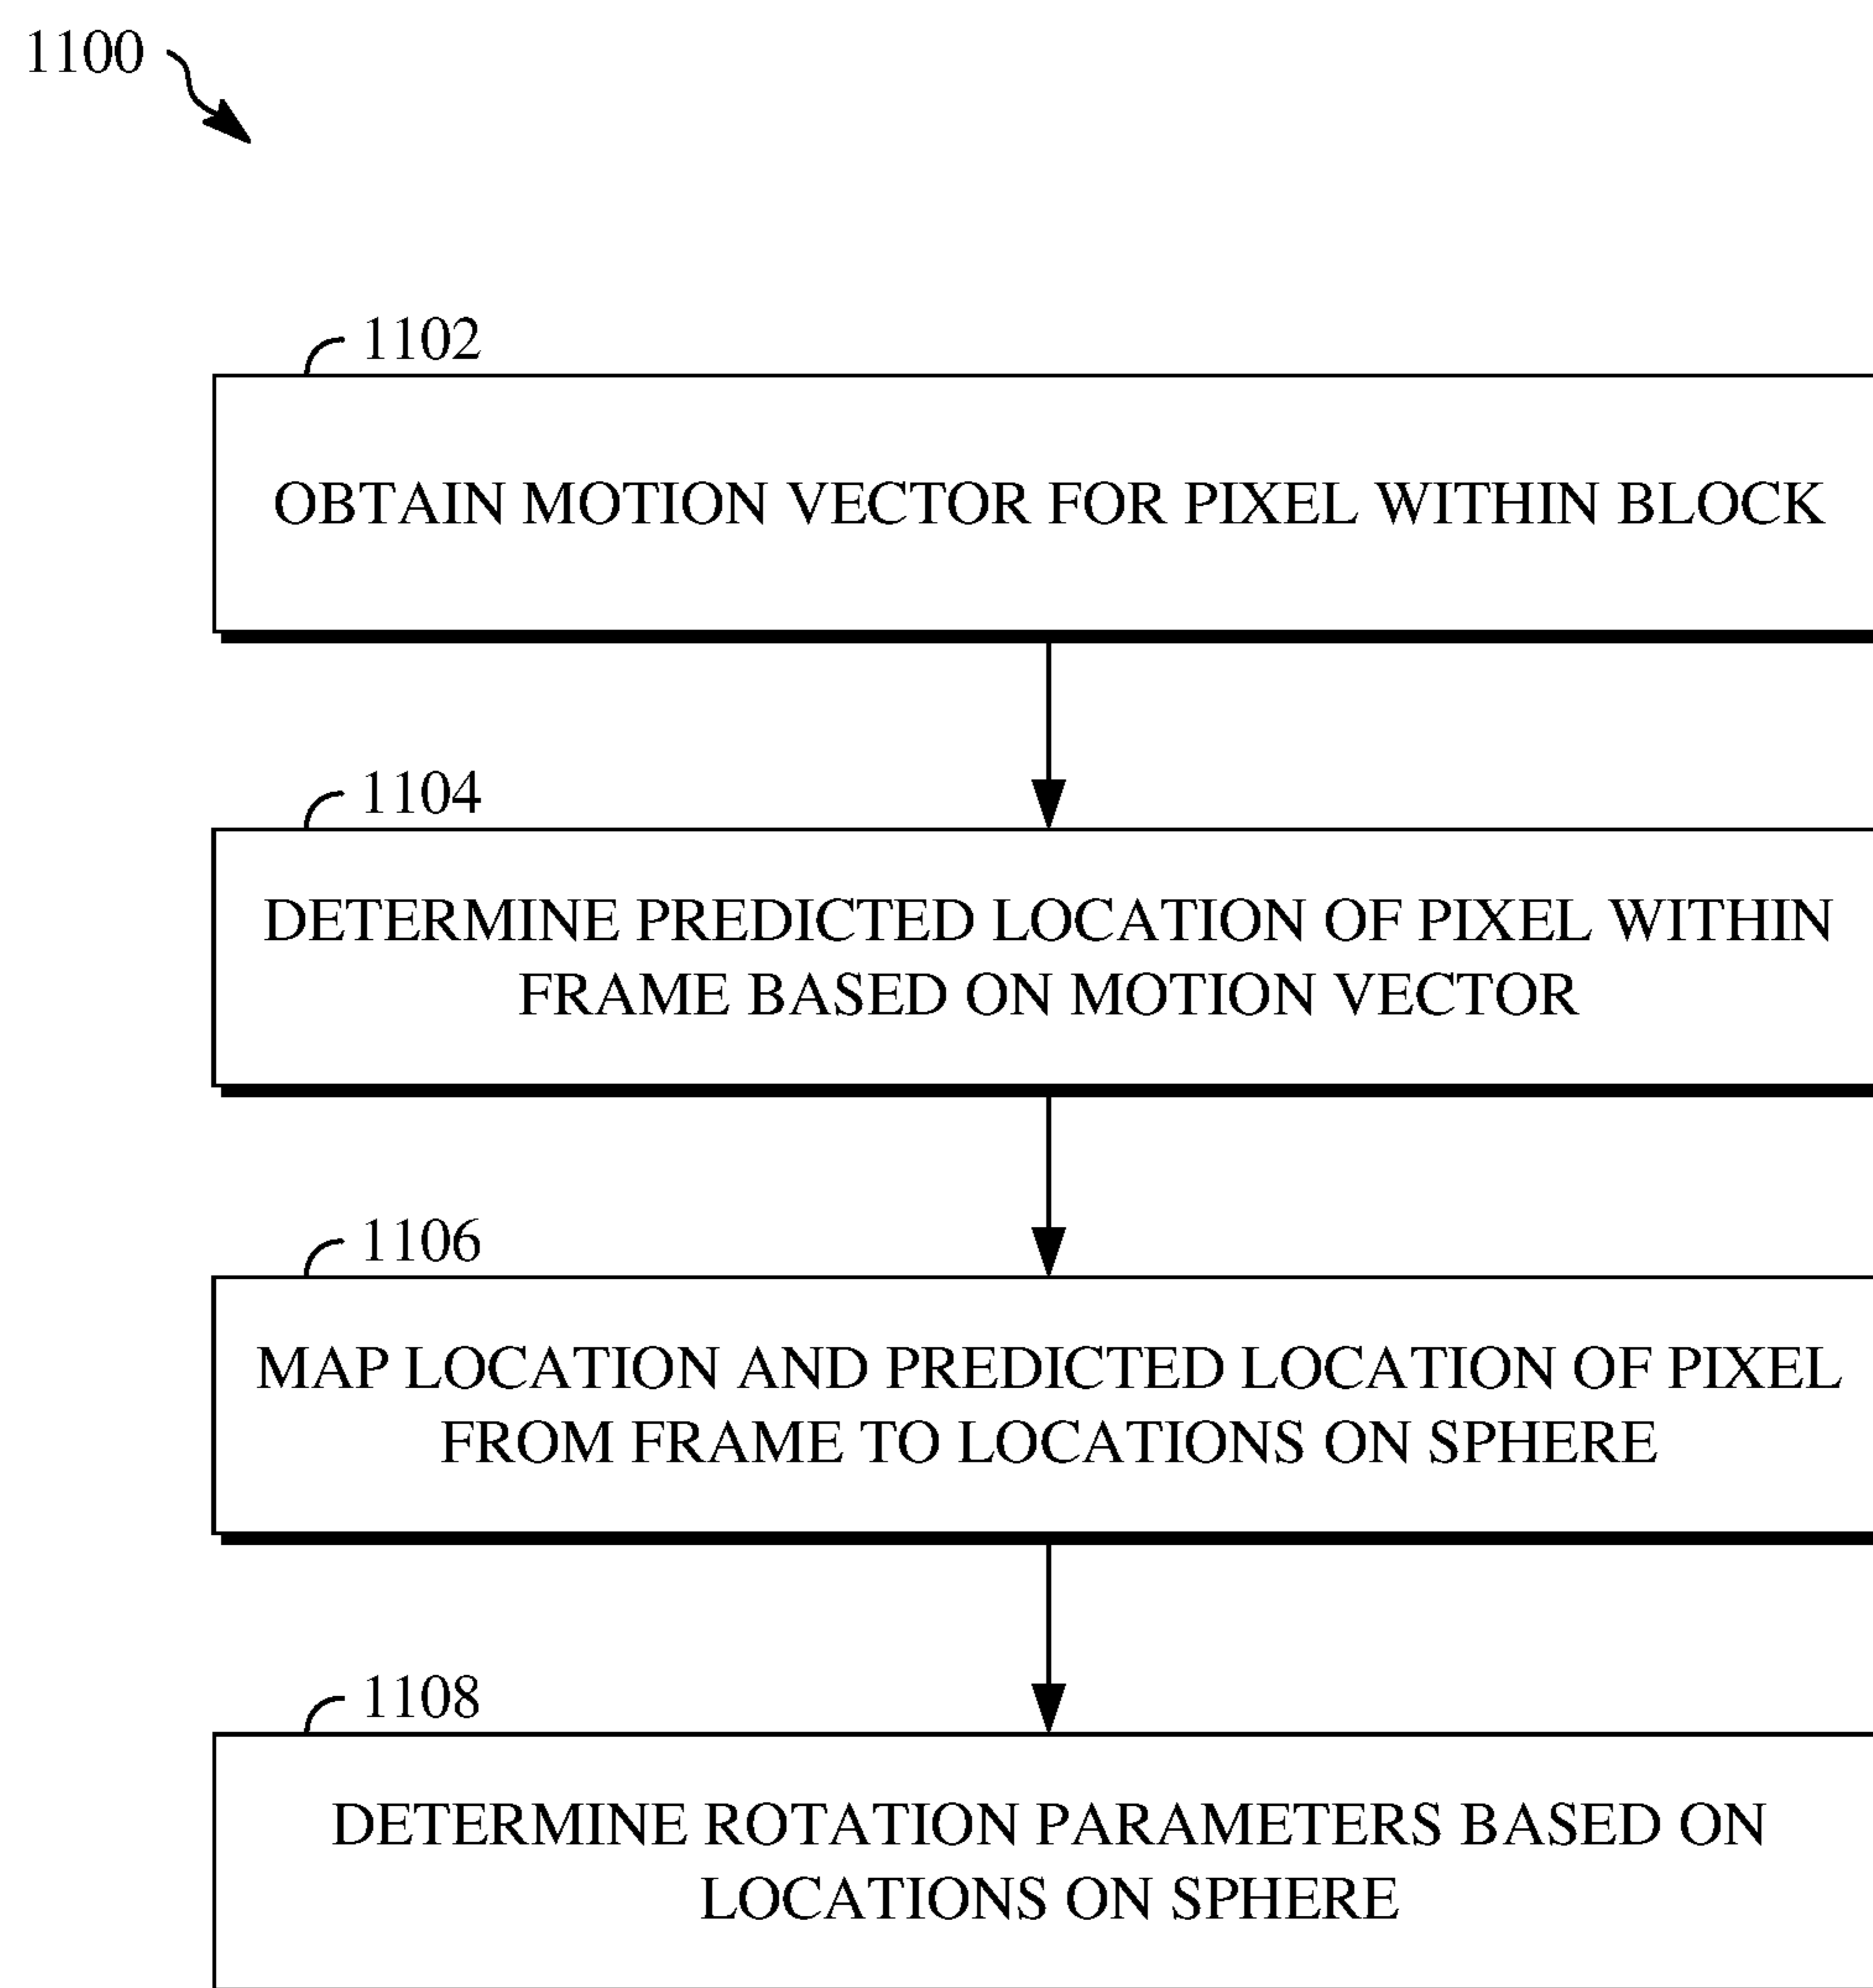 1100
1102
OBTAIN MOTION VECTOR FOR PIXEL WITHIN BLOCK
1104
DETERMINE PREDICTED LOCATION OF PIXEL WITHIN
FRAME BASED ON MOTION VECTOR
1106
MAP LOCATION AND PREDICTED LOCATION OF PIXEL
FROM FRAME TO LOCATIONS ON SPHERE
1108
DETERMINE ROTATION PARAMETERS BASED ON
LOCATIONS ON SPHERE